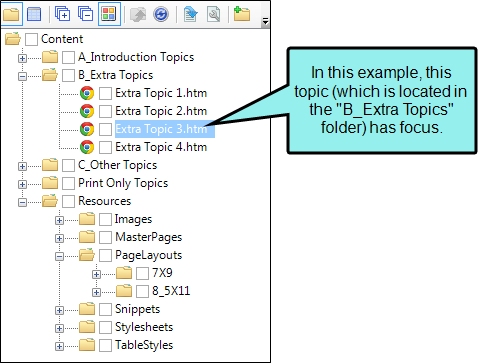 Content
A_Introduction Topics
B_Extra Topics
Extra Topic 1.htm
Extra Topic 2.htm
Extra Topic 3.htm
Extra Topic 4.htm
C_Other Topics
Print Only Topics
Resources
Images
MasterPages
PageLayouts
7X9
8_5X11
Snippets
Stylesheets
TableStyles
In this example, this
topic (which is located in
the "B_Extra Topics"
folder) has focus.